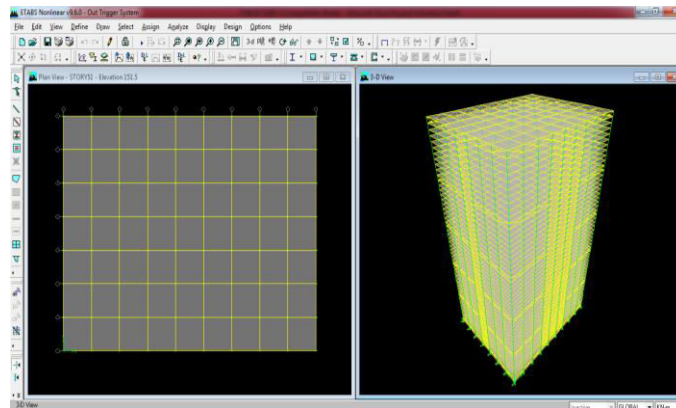 ETABS Nonlinear v9.6.0 - Out Trigger System
File Edit View Define Draw Select Assign Analyze Display Design Options Help
Plan View - STORY51 - Elevation 151.5
3-D View
3-D View
GLOBAL